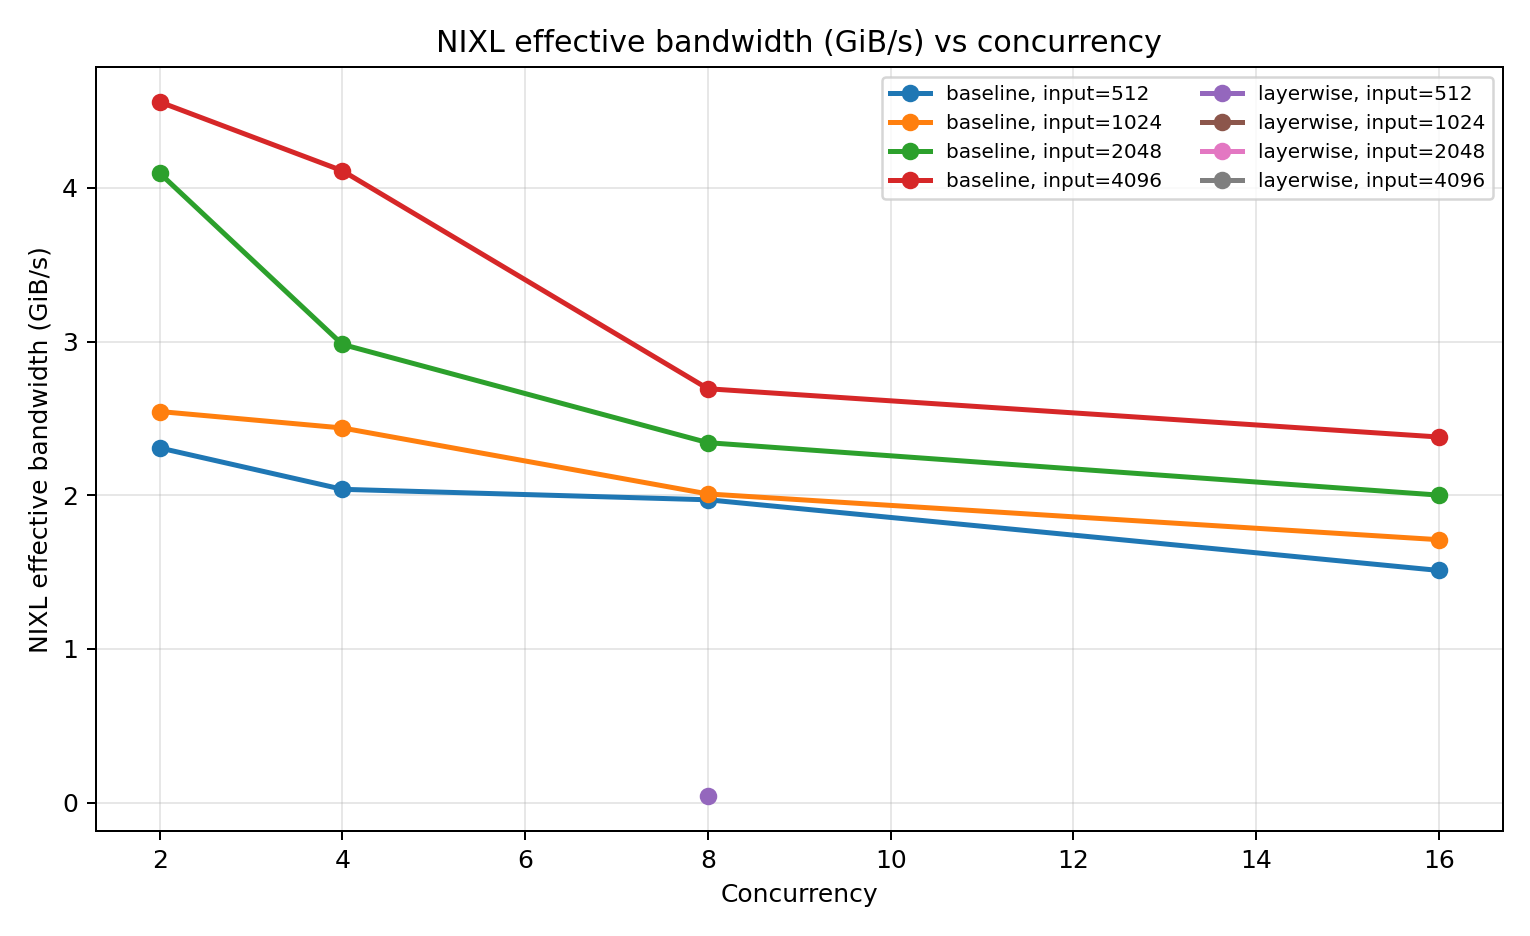 NIXL effective bandwidth (GiB/s) vs concurrency
baseline, input=512
baseline, input=1024
baseline, input=2048
baseline, input=4096
layerwise, input=512
layerwise, input=1024
layerwise, input=2048
layerwise, input=4096
NIXL effective bandwidth (GiB/s)
4
3
2
1
0
2 4 6 8 10 12 14 16
Concurrency